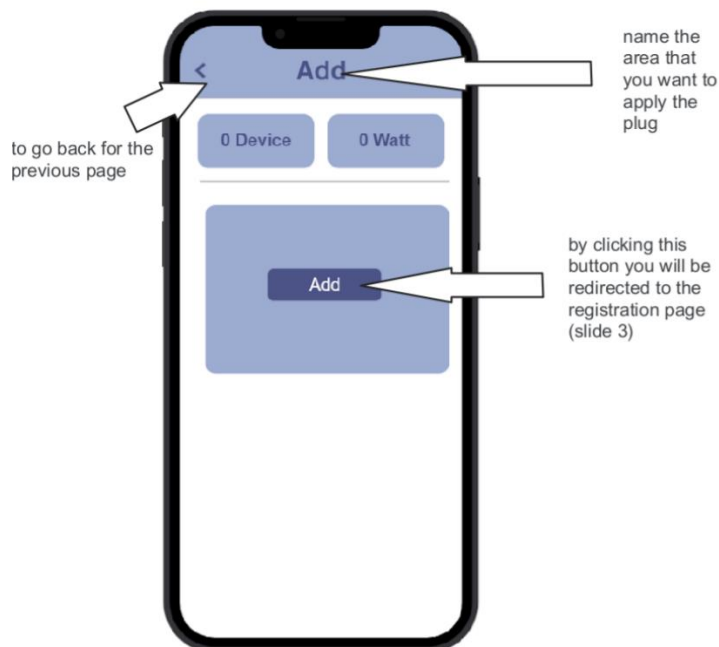 name the
area that
you want to
apply the
plug
<
Add
to go back for the
previous page
0 Device
0 Watt
Add
by clicking this
button you will be
redirected to the
registration page
(slide 3)